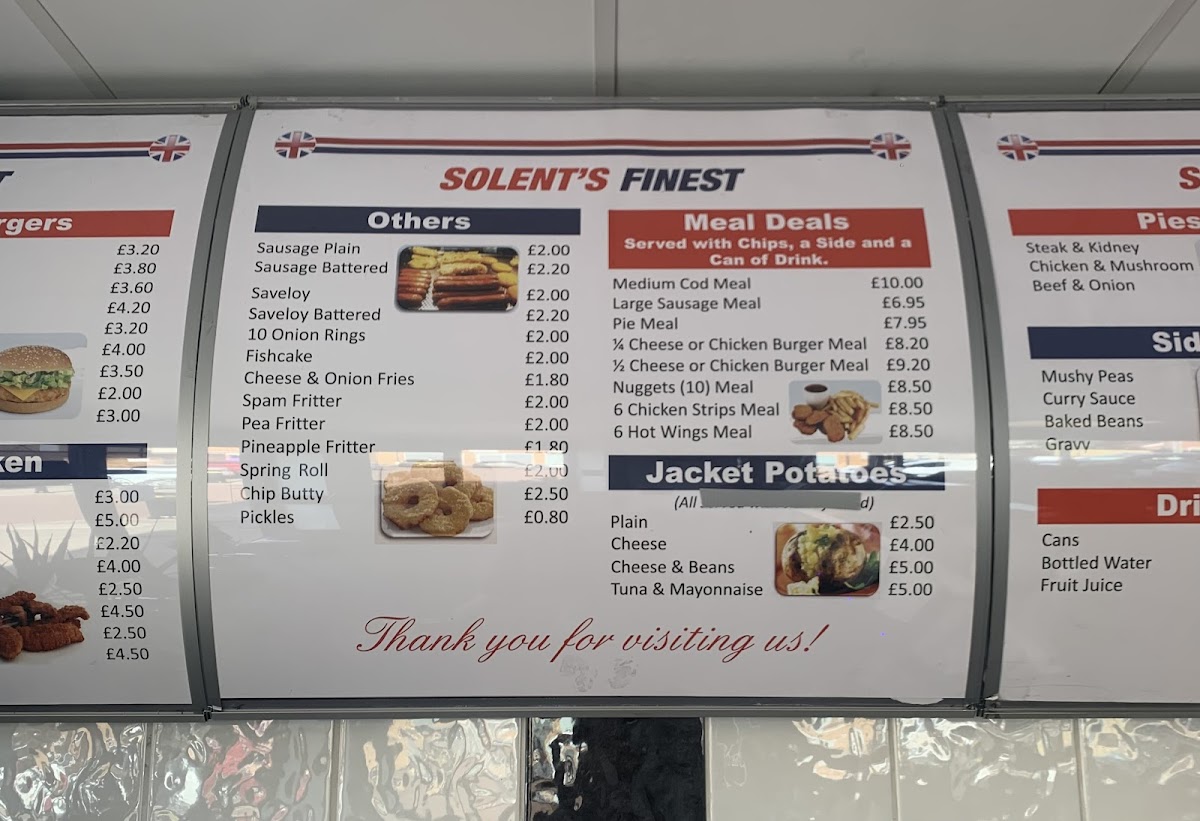 T
rgers
£3.20
£3.80
£3.60
£4.20
£3.20
£4.00
£3.50
£2.00
£3.00
ken
£3.00
£5.00
£2.20
£4.00
£2.50
£4.50
£2.50
£4.50
SOLENT'S FINEST
Others
Sausage Plain £2.00
Sausage Battered £2.20
Saveloy £2.00
Saveloy Battered £2.20
10 Onion Rings £2.00
Fishcake £2.00
Cheese & Onion Fries £1.80
Spam Fritter £2.00
Pea Fritter £2.00
Pineapple Fritter £1.80
Spring Roll £2.00
Chip Butty £2.50
Pickles £0.80
Meal Deals
Served with Chips, a Side and a
Can of Drink.
Medium Cod Meal £10.00
Large Sausage Meal £6.95
Pie Meal £7.95
¼ Cheese or Chicken Burger Meal £8.20
½ Cheese or Chicken Burger Meal £9.20
Nuggets (10) Meal £8.50
6 Chicken Strips Meal £8.50
6 Hot Wings Meal £8.50
Jacket Potatoes
(All
Plain £2.50
Cheese £4.00
Cheese & Beans £5.00
Tuna & Mayonnaise £5.00
Thank you for visiting us!
S
Pies
Steak & Kidney
Chicken & Mushroom
Beef & Onion
Sid
Mushy Peas
Curry Sauce
Baked Beans
Gravy
Dri
Cans
Bottled Water
Fruit Juice